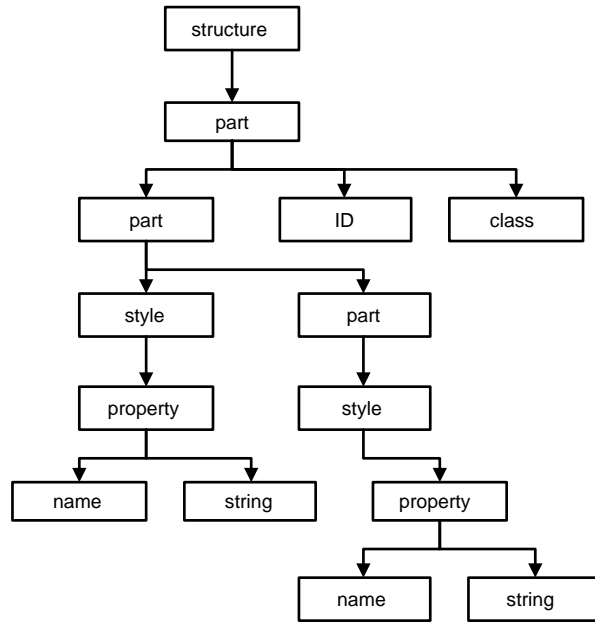 structure
part
part
ID
class
style
part
property
style
name
string
property
name
string